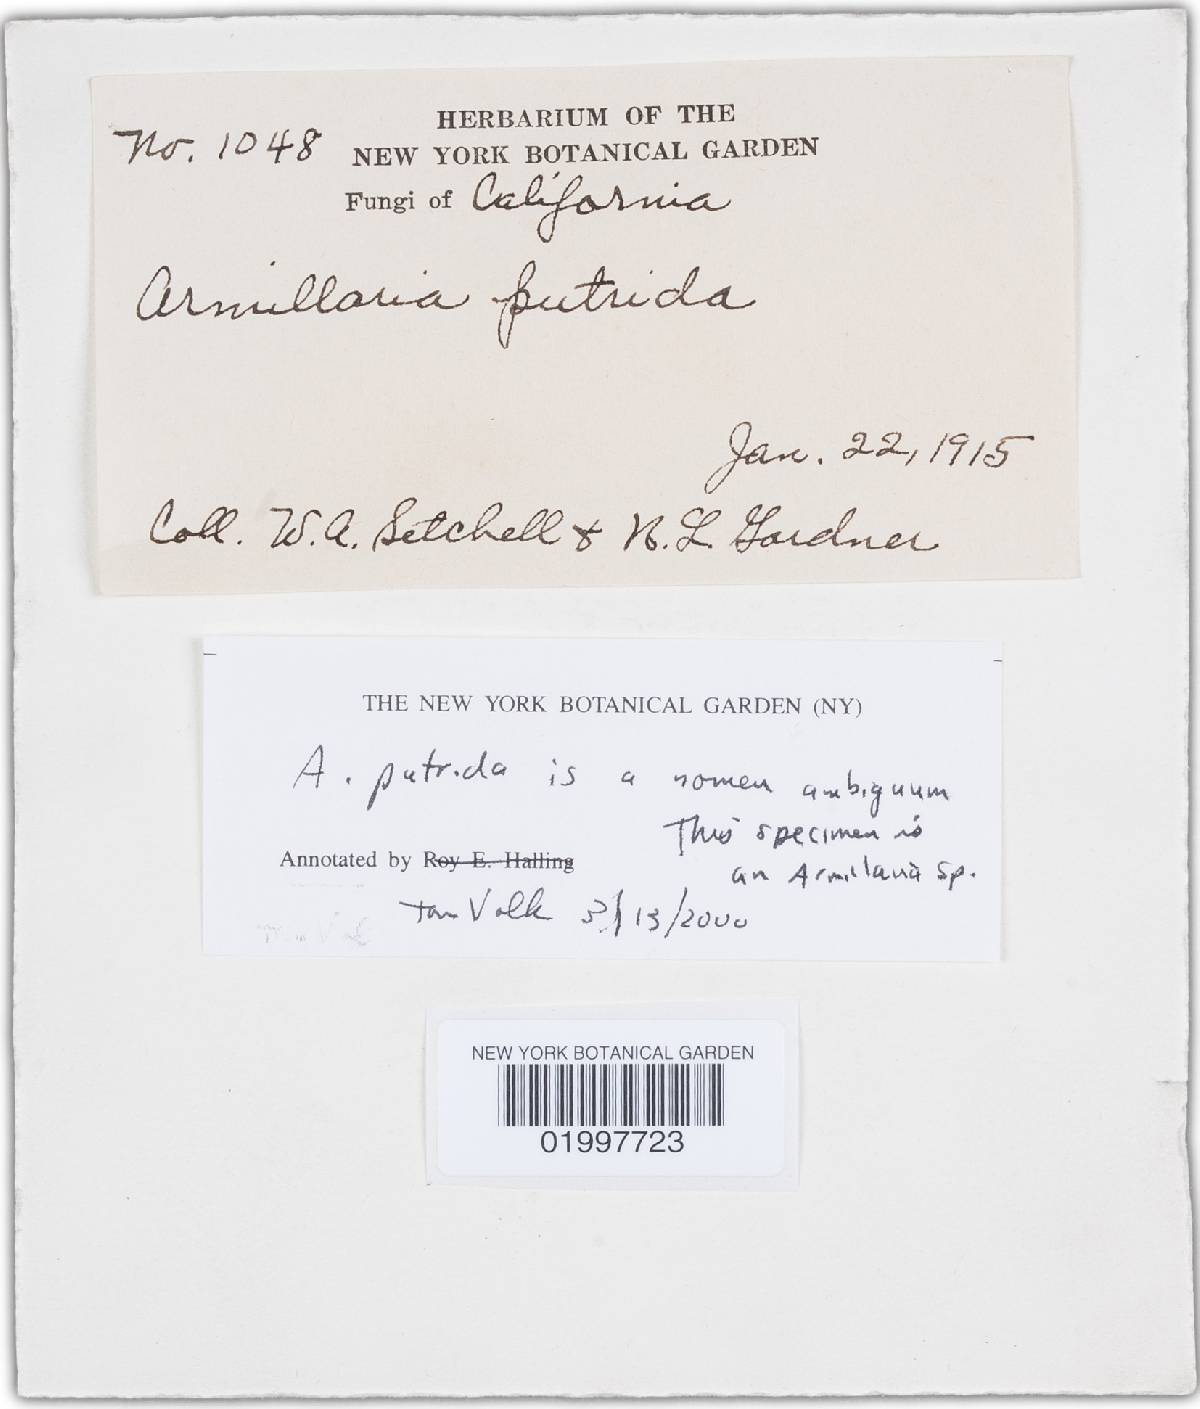 No. 1048
HERBARIUM OF THE
NEW YORK BOTANICAL GARDEN
Fungi of California
Armillaria putrida
Jan. 22, 1915
Coll. W.A. Setchell & N.L. Gardner
THE NEW YORK BOTANICAL GARDEN (NY)
A. putrida is a nomen ambiguum
This specimen is
an Armillaria sp.
Annotated by Roy E. Halling
Tom Volk 3/13/2000
NEW YORK BOTANICAL GARDEN
01997723